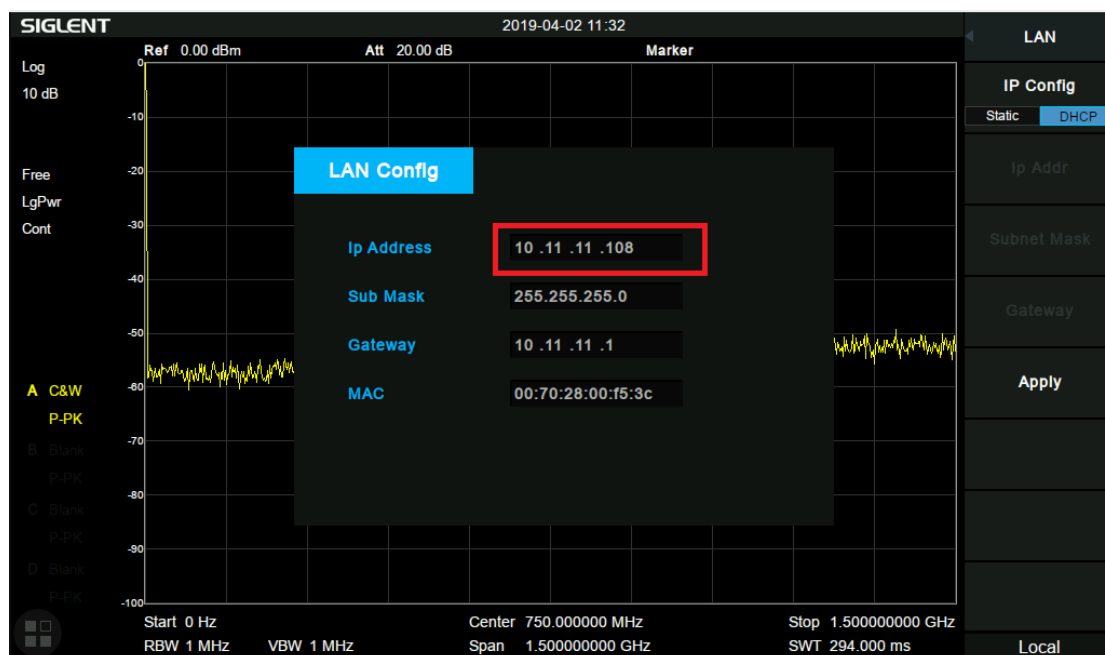 SIGLENT
2019-04-02 11:32
LAN
Ref 0.00 dBm Att 20.00 dB Marker
Log
10 dB
Free
LgPwr
Cont
A C&W
P-PK
B Blank
P-PK
C Blank
P-PK
D Blank
P-PK
0
-10
-20
-30
-40
-50
-60
-70
-80
-90
-100
LAN Config
Ip Address 10 .11 .11 .108
Sub Mask 255.255.255.0
Gateway 10 .11 .11 .1
MAC 00:70:28:00:f5:3c
IP Config
Static DHCP
Ip Addr
Subnet Mask
Gateway
Apply
Start 0 Hz Center 750.000000 MHz Stop 1.500000000 GHz
RBW 1 MHz VBW 1 MHz Span 1.500000000 GHz SWT 294.000 ms
Local